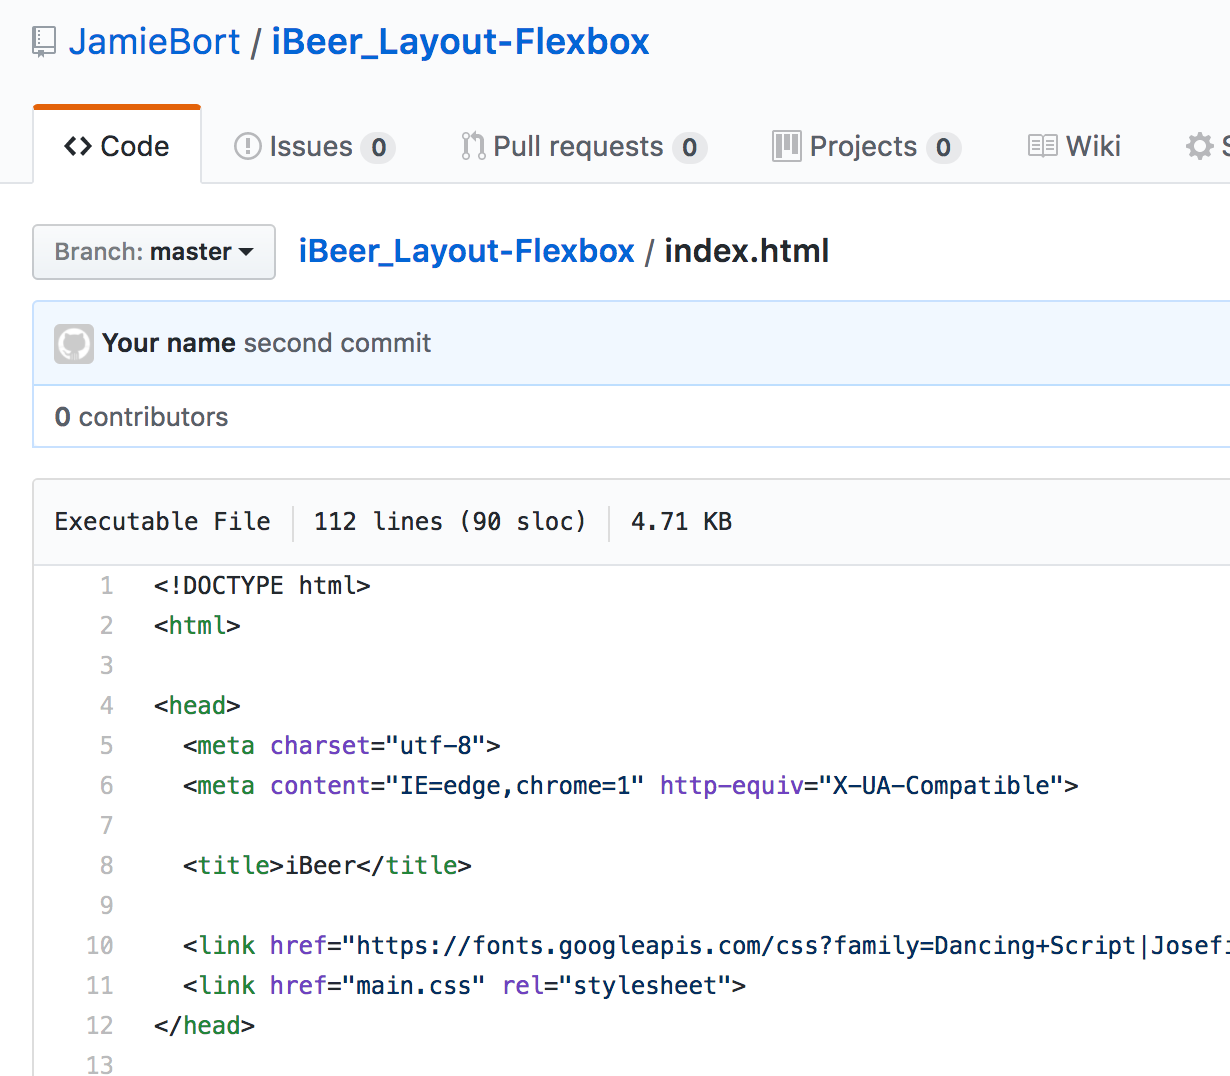 JamieBort / iBeer_Layout-Flexbox
Code Issues 0 Pull requests 0 Projects 0 Wiki
Branch: master iBeer_Layout-Flexbox / index.html
Your name second commit
0 contributors
Executable File 112 lines (90 sloc) 4.71 KB
1 <!DOCTYPE html>
2 <html>
3
4 <head>
5 <meta charset="utf-8">
6 <meta content="IE=edge,chrome=1" http-equiv="X-UA-Compatible">
7
8 <title>iBeer</title>
9
10 <link href="https://fonts.googleapis.com/css?family=Dancing+Script|Josefi
11 <link href="main.css" rel="stylesheet">
12 </head>
13